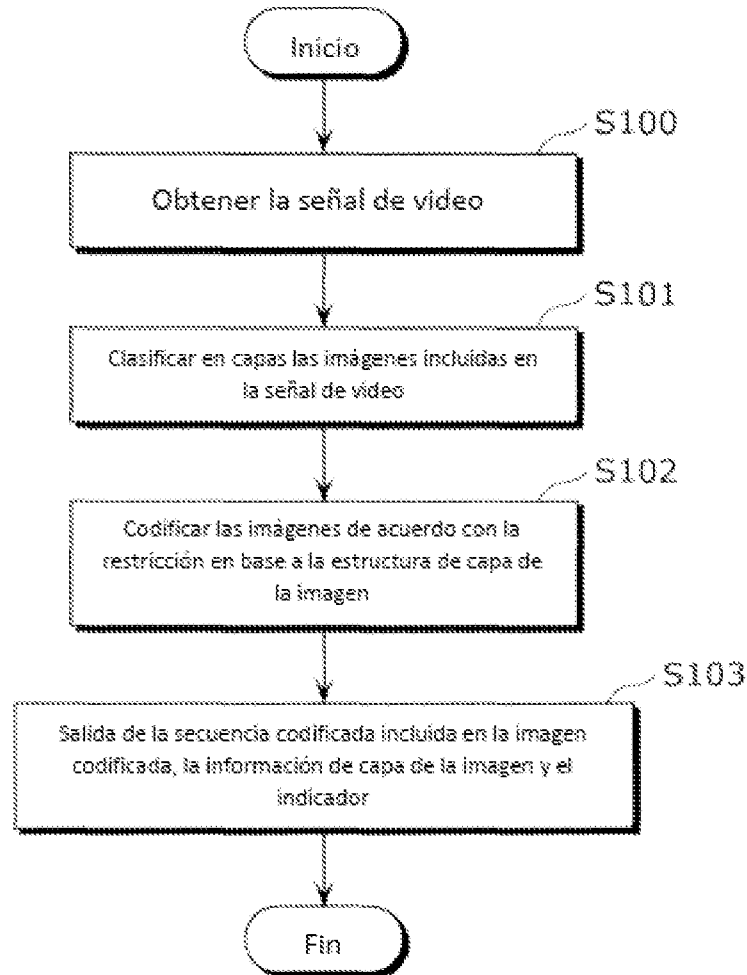 Inicio
S100
Obtener la señal de video
S101
Clasificar en capas las imágenes incluídas en
la señal de video
S102
Codificar las imágenes de acuerdo con la
restricción en base a la estructura de capa de
la imagen
S103
Salida de la secuencia codificada incluida en la imagen
codificada, la información de capa de la imagen y el
indicador
Fin